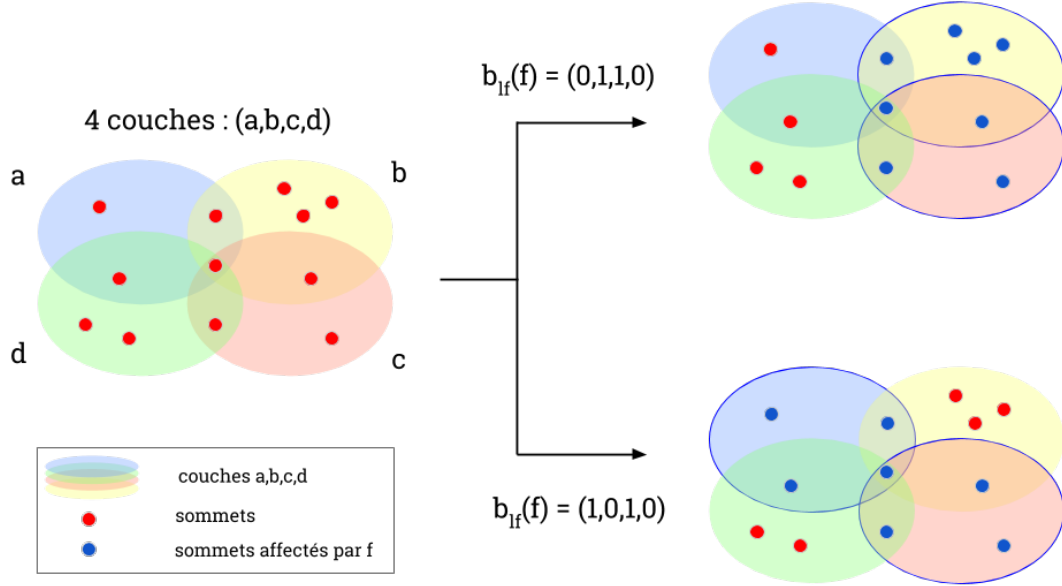 4 couches : (a,b,c,d)
a
b
d
c
b_lf(f) = (0,1,1,0)
b_lf(f) = (1,0,1,0)
couches a,b,c,d
sommets
sommets affectés par f